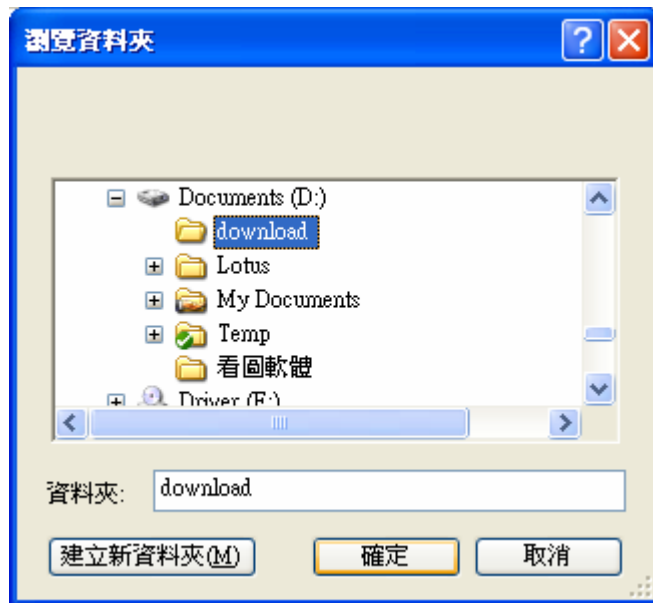 瀏覽資料夾
Documents (D:)
download
Lotus
My Documents
Temp
看圖軟體
Driver (E:)
資料夾: download
建立新資料夾(M) 確定 取消